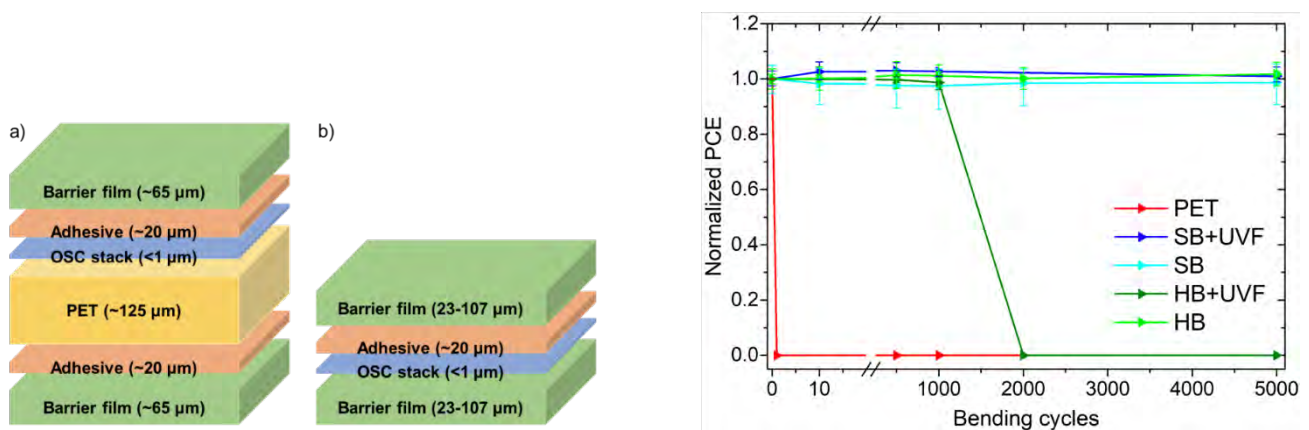 a)
Barrier film (~65 µm)
Adhesive (~20 µm)
OSC stack (<1 µm)
PET (~125 µm)
Adhesive (~20 µm)
Barrier film (~65 µm)
b)
Barrier film (23-107 µm)
Adhesive (~20 µm)
OSC stack (<1 µm)
Barrier film (23-107 µm)
Normalized PCE
1.2
1.0
0.8
0.6
0.4
0.2
0.0
PET
SB+UVF
SB
HB+UVF
HB
0 10 1000 2000 3000 4000 5000
Bending cycles